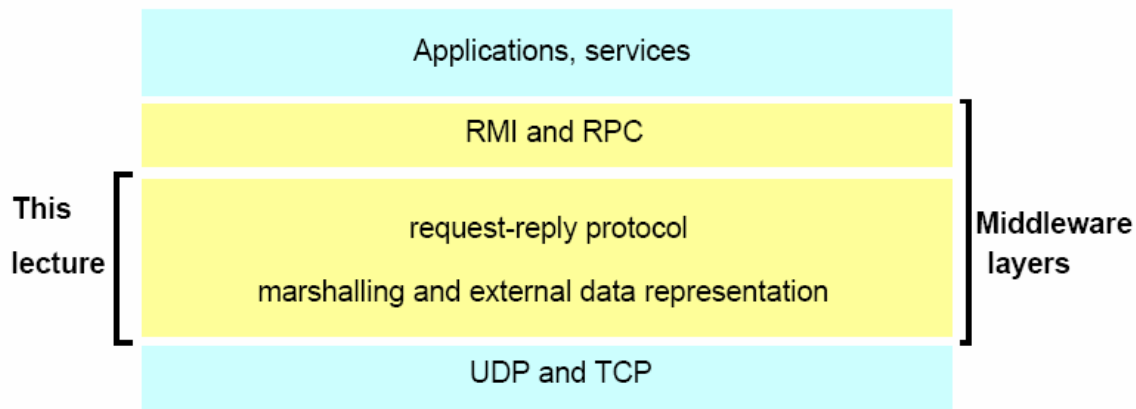 Applications, services
RMI and RPC
This
lecture
request-reply protocol
marshalling and external data representation
Middleware
layers
UDP and TCP